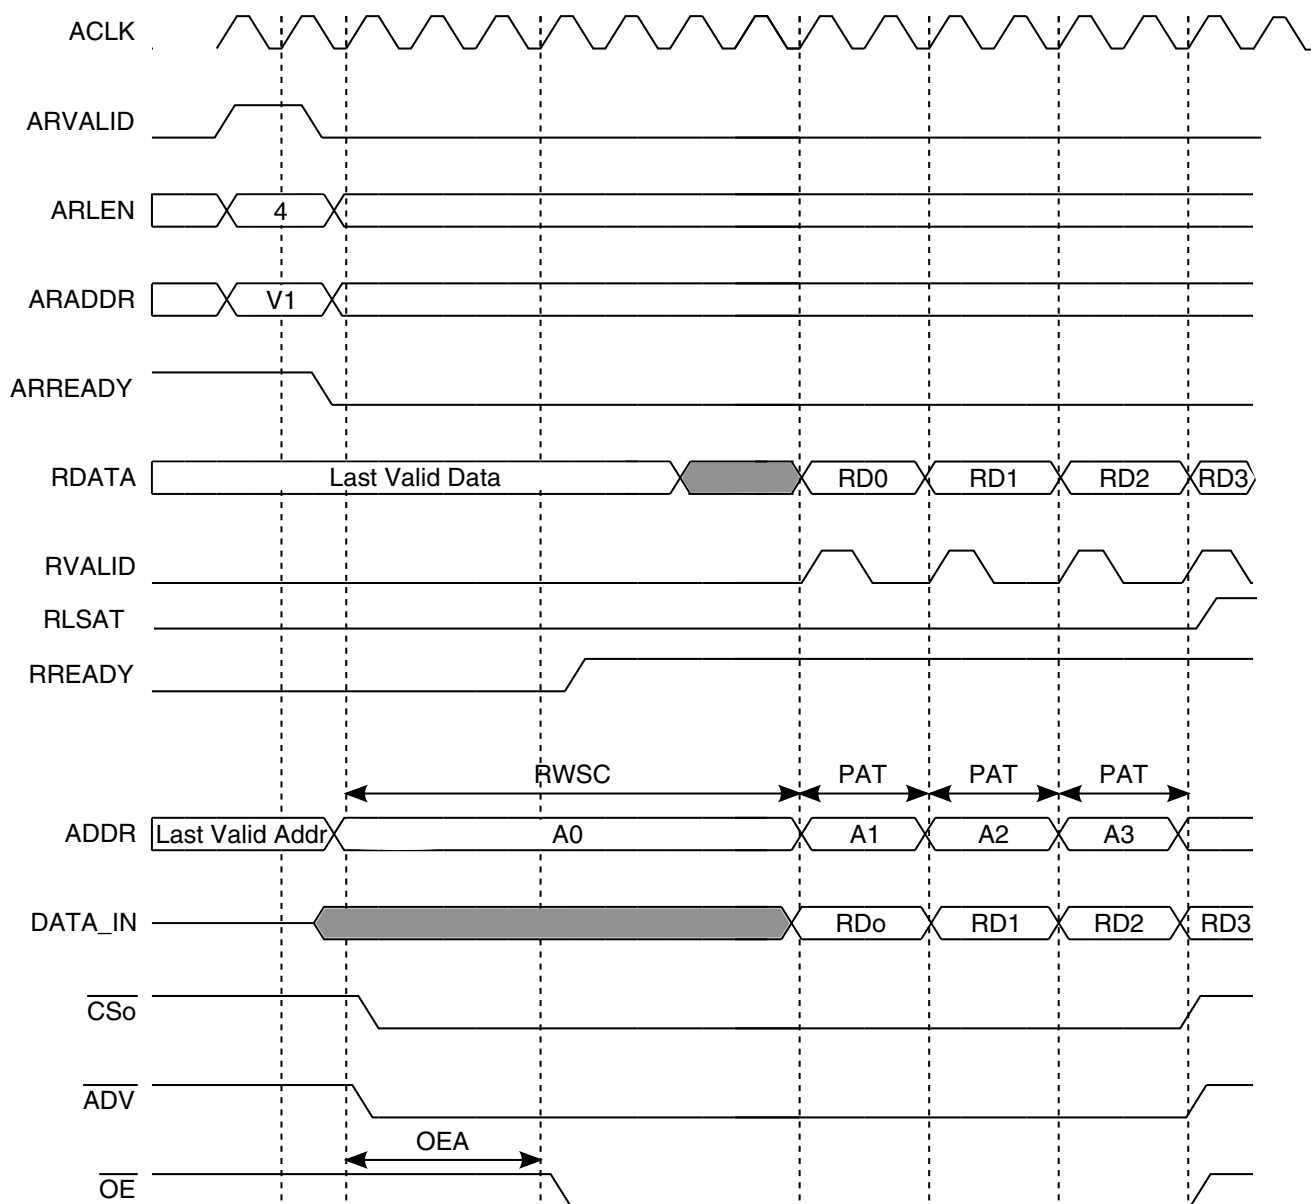 ACLK
ARVALID
ARLEN 4
ARADDR V1
ARREADY
RDATA Last Valid Data RD0 RD1 RD2 RD3
RVALID
RLSAT
RREADY
RWSC PAT PAT PAT
ADDR Last Valid Addr A0 A1 A2 A3
DATA_IN RDo RD1 RD2 RD3
CSo
ADV
OEA
OE